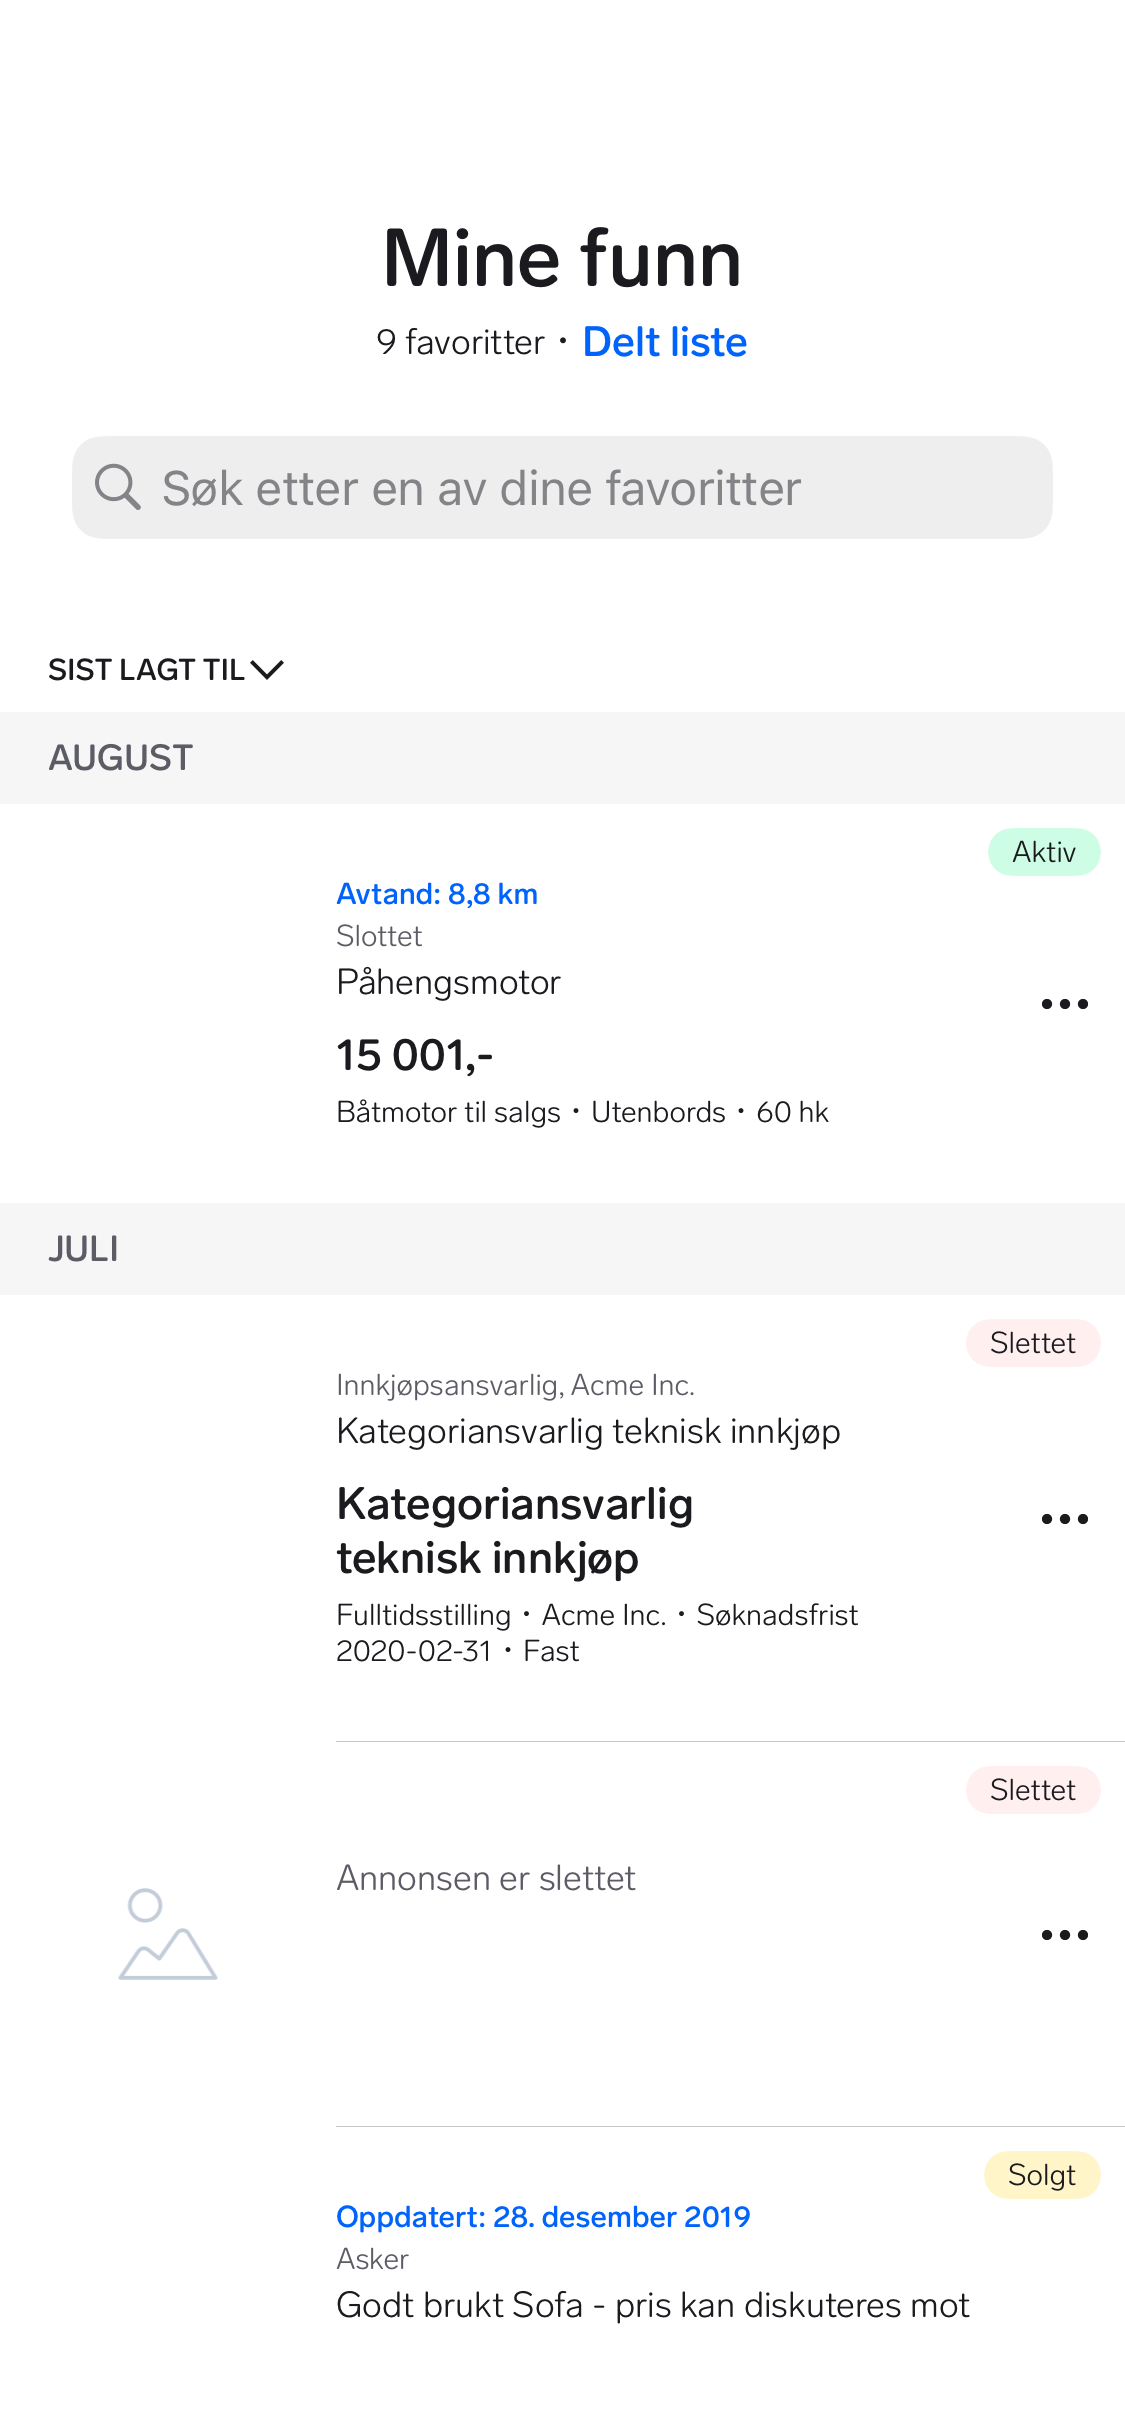 Mine funn
9 favoritter • Delt liste
Søk etter en av dine favoritter
SIST LAGT TIL
AUGUST
Aktiv
Avtand: 8,8 km
Slottet
Påhengsmotor
15 001,-
Båtmotor til salgs • Utenbords • 60 hk
JULI
Slettet
Innkjøpsansvarlig, Acme Inc.
Kategoriansvarlig teknisk innkjøp
Kategoriansvarlig
teknisk innkjøp
Fulltidsstilling • Acme Inc. • Søknadsfrist
2020-02-31 • Fast
Slettet
Annonsen er slettet
Solgt
Oppdatert: 28. desember 2019
Asker
Godt brukt Sofa - pris kan diskuteres mot